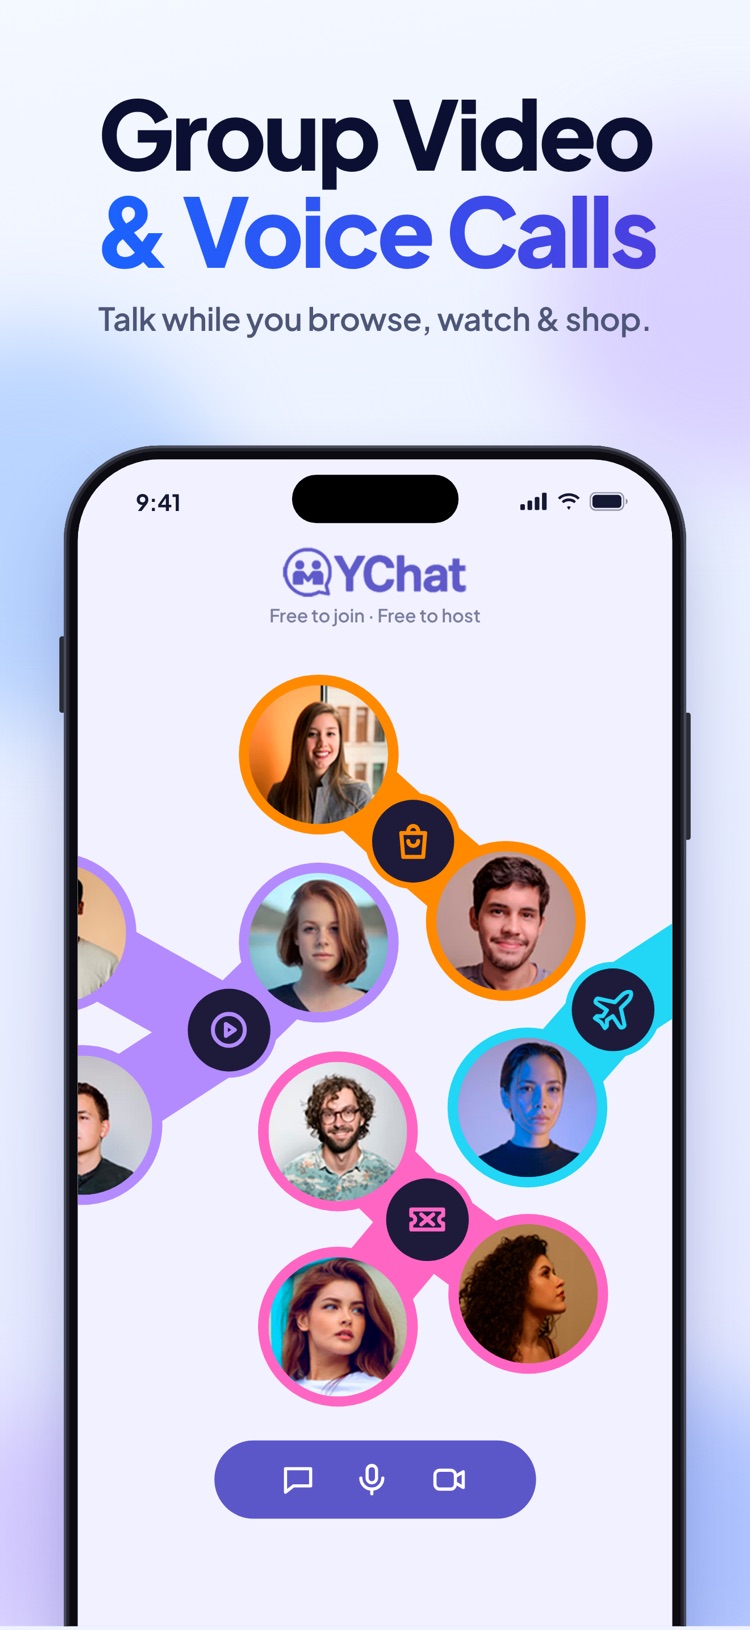 Group Video
& Voice Calls
Talk while you browse, watch & shop.
9:41
YChat
Free to join · Free to host